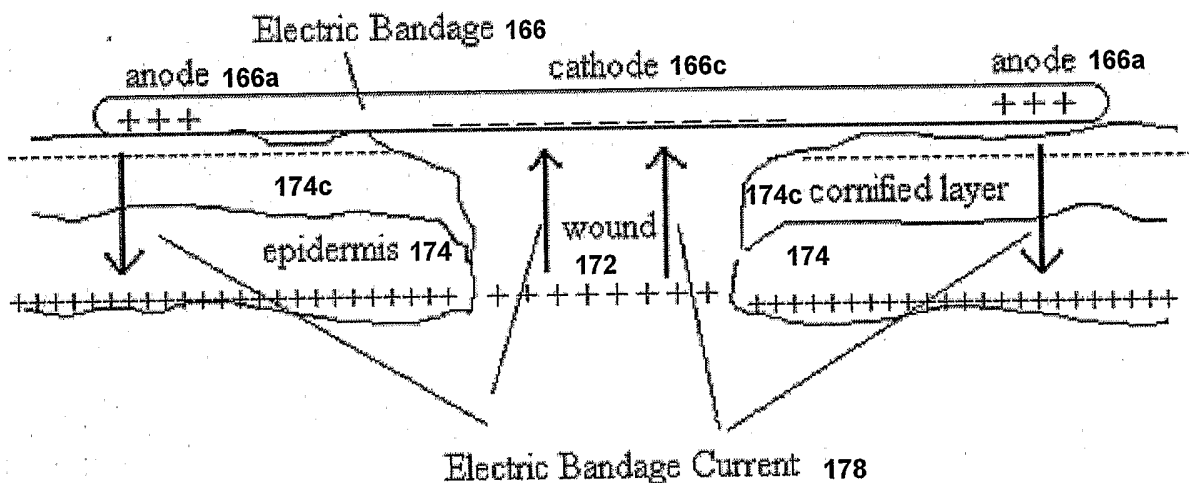 Electric Bandage 166
anode 166a
cathode 166c
anode 166a
+++
+++
174c
174c cornified layer
epidermis 174
wound
172
174
Electric Bandage Current 178